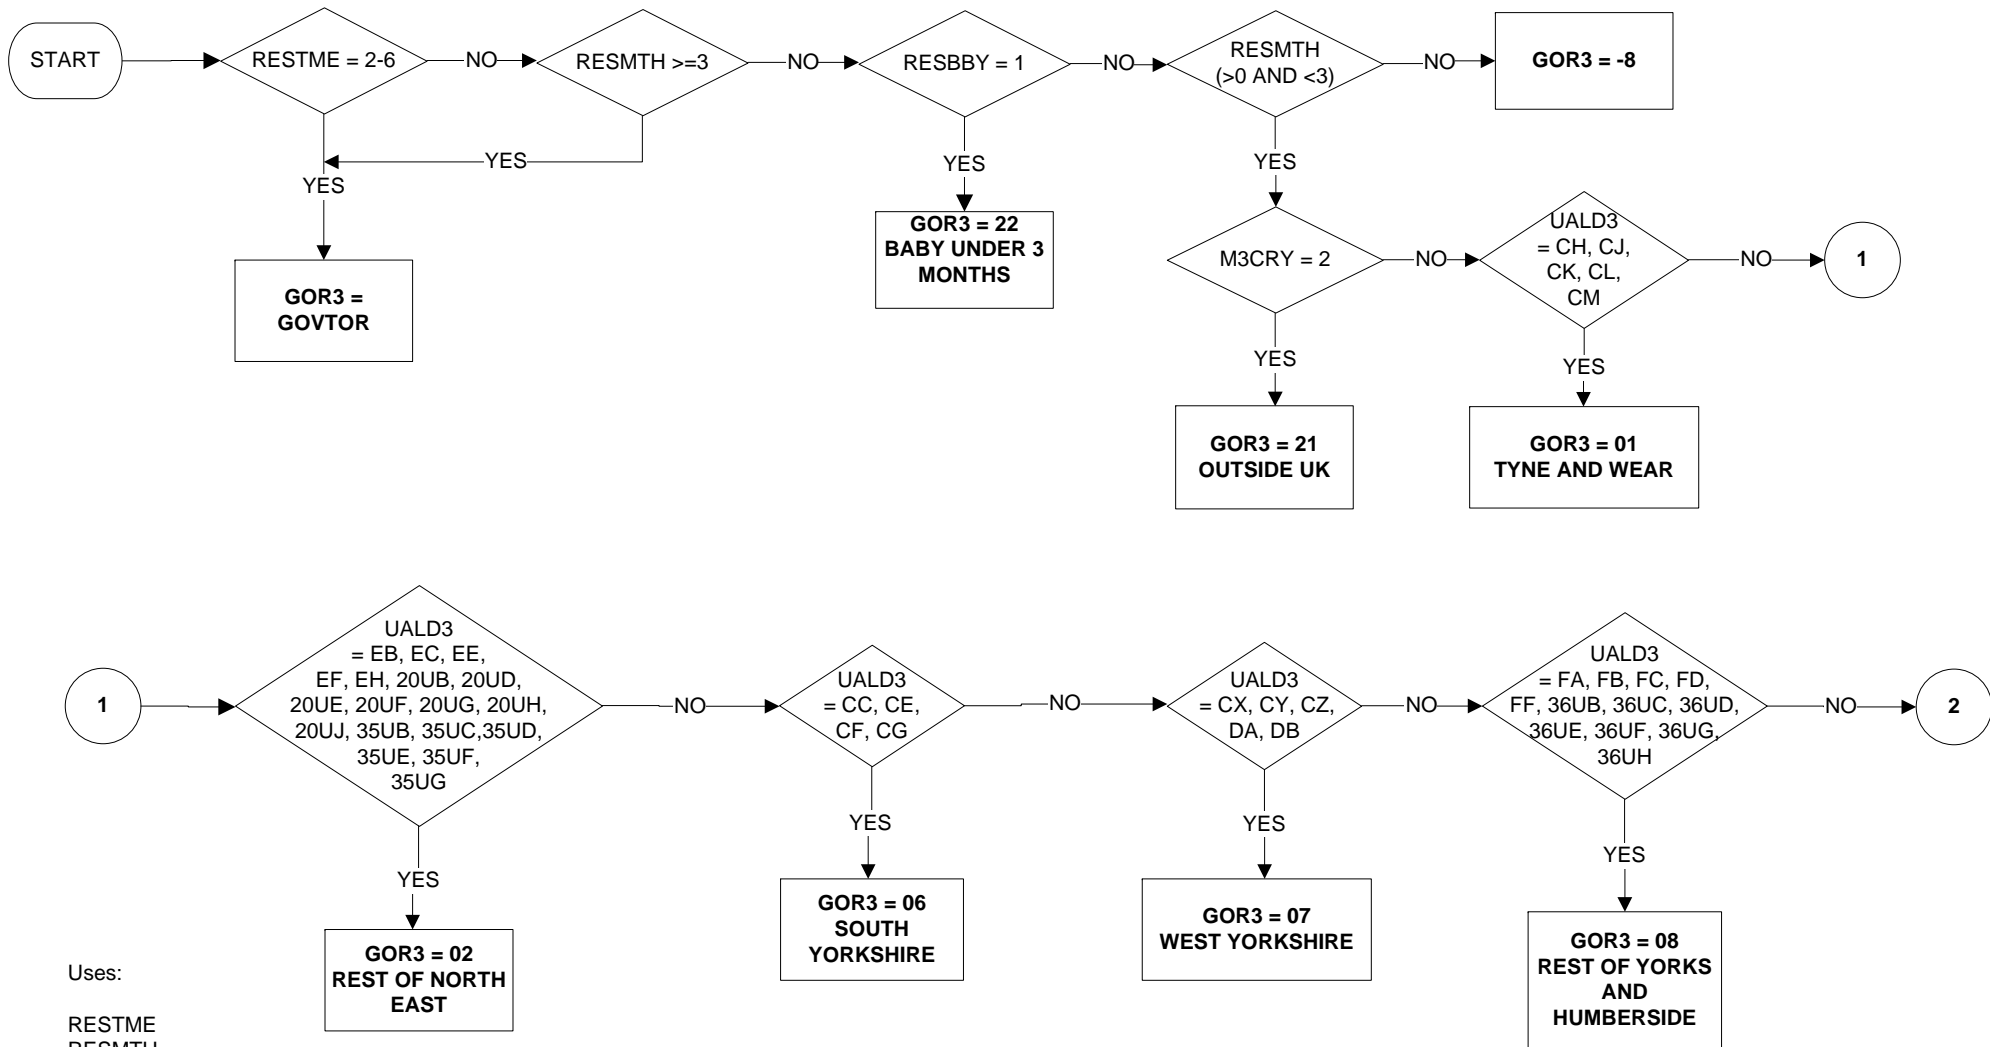 START
RESTME = 2-6
NO
RESMTH >=3
NO
RESBBY = 1
NO
RESMTH
(>0 AND <3)
NO
GOR3 = -8
YES
YES
YES
YES
GOR3 =
GOVTOR
GOR3 = 22
BABY UNDER 3
MONTHS
M3CRY = 2
NO
UALD3
= CH, CJ,
CK, CL,
CM
NO
1
YES
YES
GOR3 = 21
OUTSIDE UK
GOR3 = 01
TYNE AND WEAR
1
UALD3
= EB, EC, EE,
EF, EH, 20UB, 20UD,
20UE, 20UF, 20UG, 20UH,
20UJ, 35UB, 35UC,35UD,
35UE, 35UF,
35UG
NO
UALD3
= CC, CE,
CF, CG
NO
UALD3
= CX, CY, CZ,
DA, DB
NO
UALD3
= FA, FB, FC, FD,
FF, 36UB, 36UC, 36UD,
36UE, 36UF, 36UG,
36UH
NO
2
YES
YES
YES
YES
GOR3 = 02
REST OF NORTH
EAST
GOR3 = 06
SOUTH
YORKSHIRE
GOR3 = 07
WEST YORKSHIRE
GOR3 = 08
REST OF YORKS
AND
HUMBERSIDE
Uses:
RESTME
RESMTH